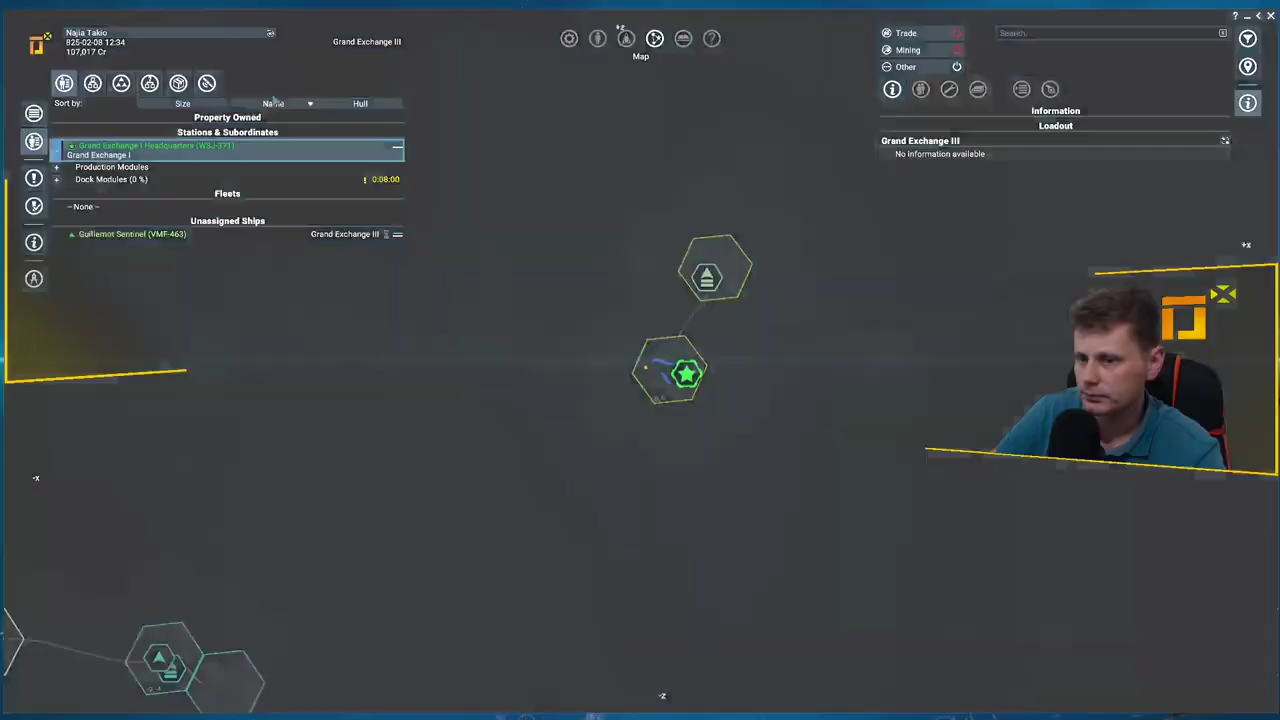 Najia Takio
825-02-08 12:34
107,017 Cr
Grand Exchange III
Map
Trade
Mining
Other
Search.
Sort by:
Size
Name
Hull
Property Owned
Stations & Subordinates
Grand Exchange I Headquarters (WSJ-371)
Grand Exchange I
Production Modules
Dock Modules (0 %)
! 0:08:00
Fleets
-- None --
Unassigned Ships
Guillemot Sentinel (VMF-463)
Grand Exchange III
Information
Loadout
Grand Exchange III
No information available
+z
+x
-x
-z